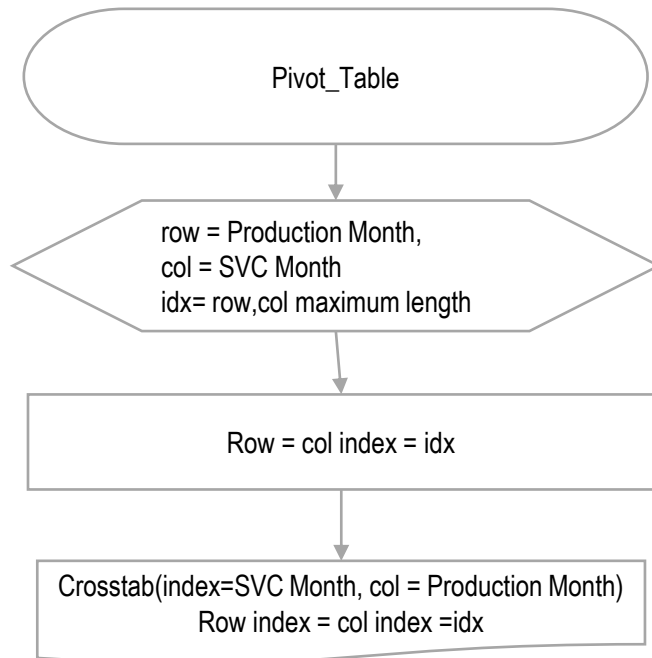 Pivot_Table
row = Production Month,
col = SVC Month
idx= row,col maximum length
Row = col index = idx
Crosstab(index=SVC Month, col = Production Month)
Row index = col index =idx